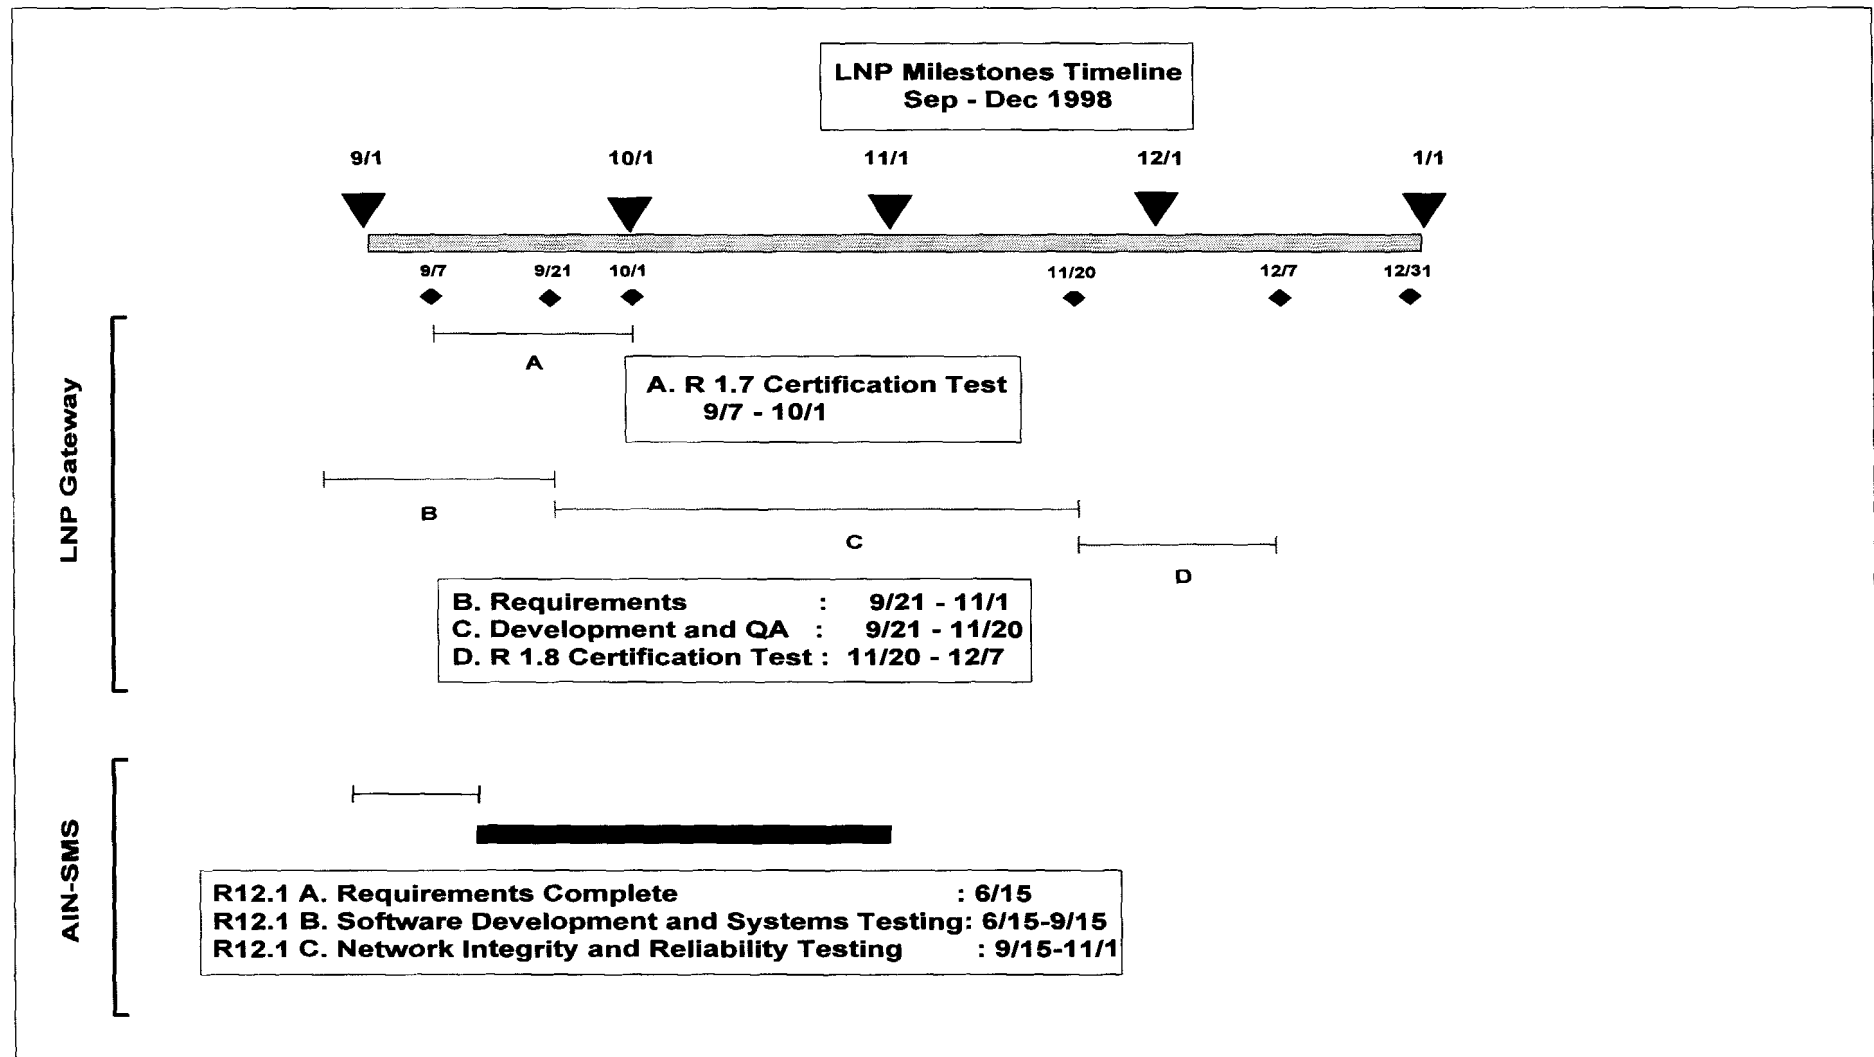 LNP Milestones Timeline
Sep - Dec 1998
9/1 10/1 11/1 12/1 1/1
9/7 9/21 10/1 11/20 12/7 12/31
LNP Gateway
A
A. R 1.7 Certification Test
9/7 - 10/1
B
C
D
B. Requirements : 9/21 - 11/1
C. Development and QA : 9/21 - 11/20
D. R 1.8 Certification Test : 11/20 - 12/7
AIN-SMS
R12.1 A. Requirements Complete : 6/15
R12.1 B. Software Development and Systems Testing: 6/15-9/15
R12.1 C. Network Integrity and Reliability Testing : 9/15-11/1